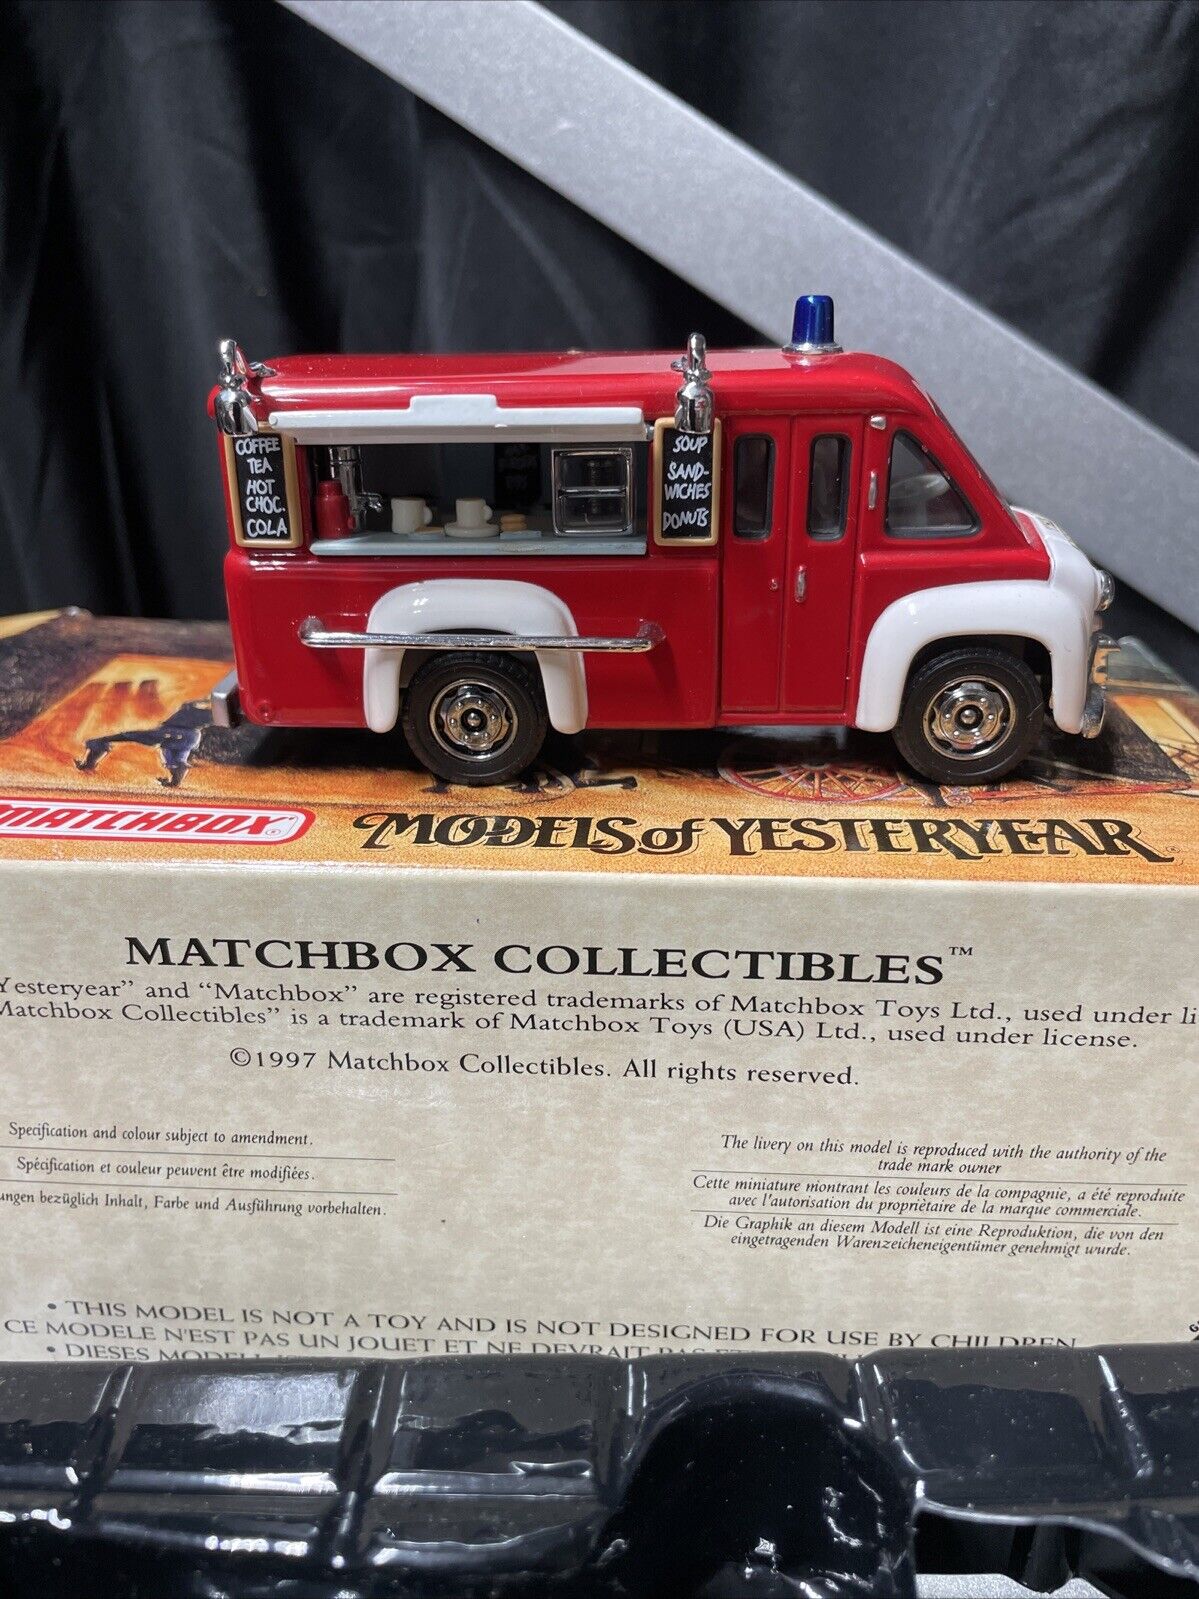 COFFEE
TEA
HOT
CHOC.
COLA
SOUP
SAND-
WICHES
DONUTS
MATCHBOX®
MODELS of YESTERYEAR®
MATCHBOX COLLECTIBLES™
Yesteryear” and “Matchbox” are registered trademarks of Matchbox Toys Ltd., used under li
Matchbox Collectibles” is a trademark of Matchbox Toys (USA) Ltd., used under license.
©1997 Matchbox Collectibles. All rights reserved.
Specification and colour subject to amendment.
Spécification et couleur peuvent être modifiées.
ungen bezüglich Inhalt, Farbe und Ausführung vorbehalten.
The livery on this model is reproduced with the authority of the
trade mark owner
Cette miniature montrant les couleurs de la compagnie, a été reproduite
avec l'autorisation du propriètaire de la marque commerciale.
Die Graphik an diesem Modell ist eine Reproduktion, die von den
eingetragenden Warenzeicheneigentümer genehmigt wurde.
• THIS MODEL IS NOT A TOY AND IS NOT DESIGNED FOR USE BY CHILDREN
CE MODELE N'EST PAS UN JOUET ET NE DEVRAIT PAS
• DIESES MODELL